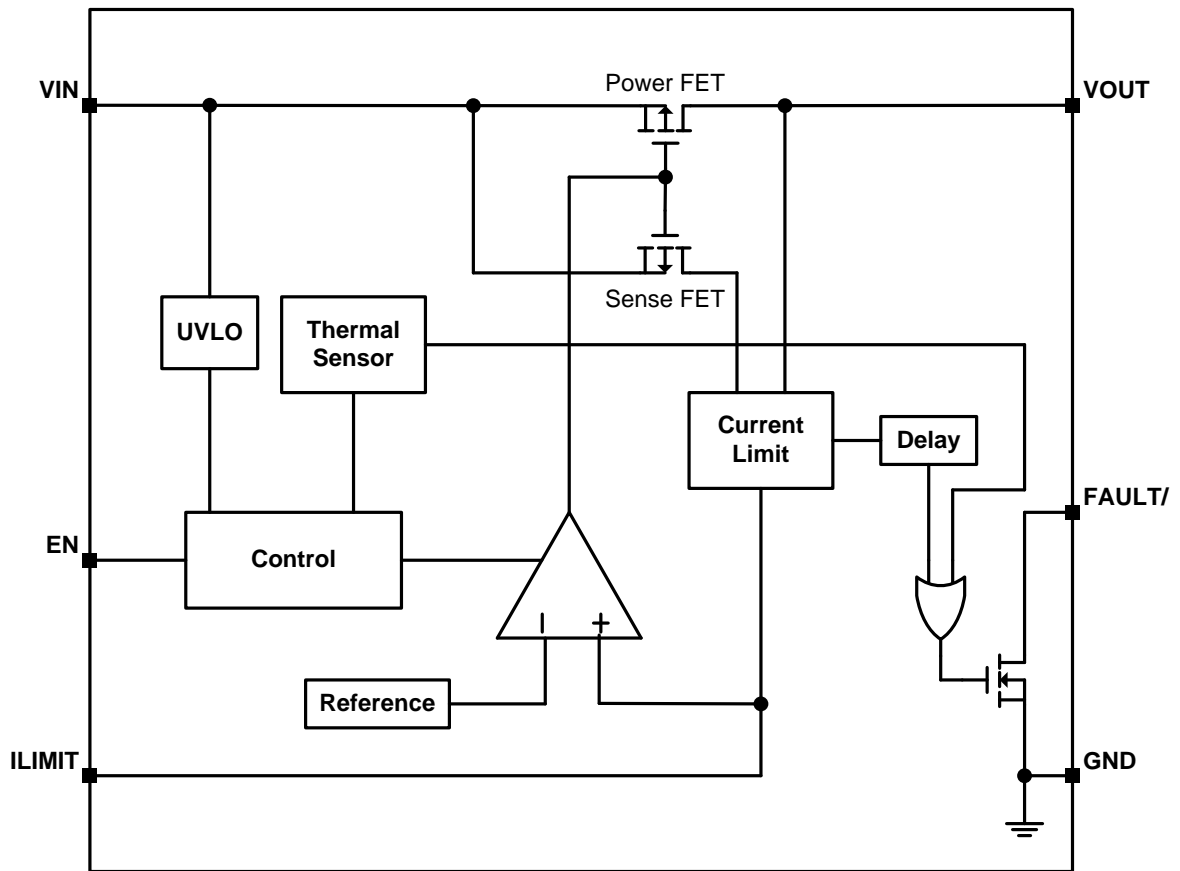 Power FET
VIN
VOUT
Sense FET
UVLO
Thermal
Sensor
Current
Limit
Delay
FAULT/
EN
Control
Reference
ILIMIT
GND